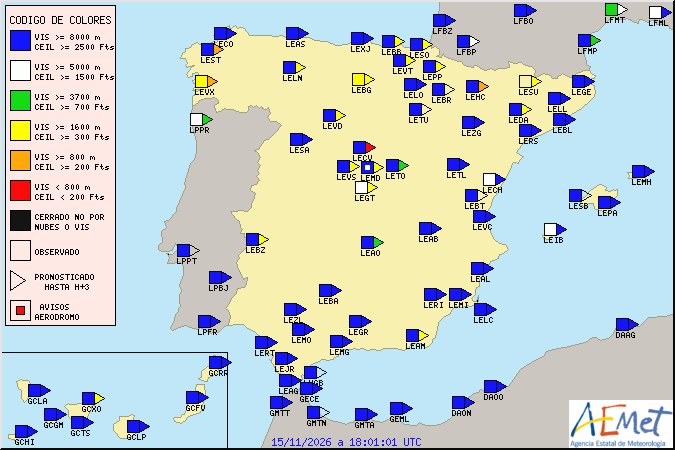 CODIGO DE COLORES
VIS >= 8000 m
CEIL >= 2500 Fts
VIS >= 5000 m
CEIL >= 1500 Fts
VIS >= 3700 m
CEIL >= 700 Fts
VIS >= 1600 m
CEIL >= 300 Fts
VIS >= 800 m
CEIL >= 200 Fts
VIS < 800 m
CEIL < 200 Fts
CERRADO NO POR
NUBES O VIS
OBSERVADO
PRONOSTICADO
HASTA H+3
AVISOS
AERODROMO
LFBO
LFMT
LFML
LFBZ
LECO
LEAS
LEXJ
LEBB
LESO
LFBP
LFMP
LEST
LEVT
LEPP
LELN
LEVX
LEBG
LELO
LEBR
LEHC
LESU
LEGE
LELL
LETU
LEDA
LPPR
LEVD
LEZG
LERS
LEBL
LESA
LECV
LEVS
LEMD
LETO
LETL
LEMH
LECH
LEGT
LEBT
LESB
LEPA
LEVC
LEAB
LEIB
LEBZ
LEAO
LPPT
LEAL
LPBJ
LEBA
LERI
LEMI
LEZL
LELC
LPFR
LEGR
LEMO
LEAM
DAAG
LERT
LEMG
LEJR
GCRR
LEAG
LXGB
GCLA
GCXO
GCFV
GECE
DAOO
GMTT
GEML
DAON
GCGM
GCTS
GCLP
GMTN
GMTA
GCHI
15/11/2026 a 18:01:01 UTC
AEMet
Agencia Estatal de Meteorología